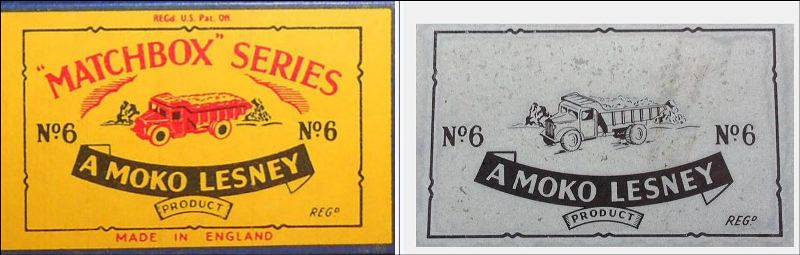 REGd. U.S. Pat. Off.
"MATCHBOX" SERIES
Nº6 Nº6
A MOKO LESNEY
PRODUCT
REGD
MADE IN ENGLAND
Nº6 Nº6
A MOKO LESNEY
PRODUCT
REGD